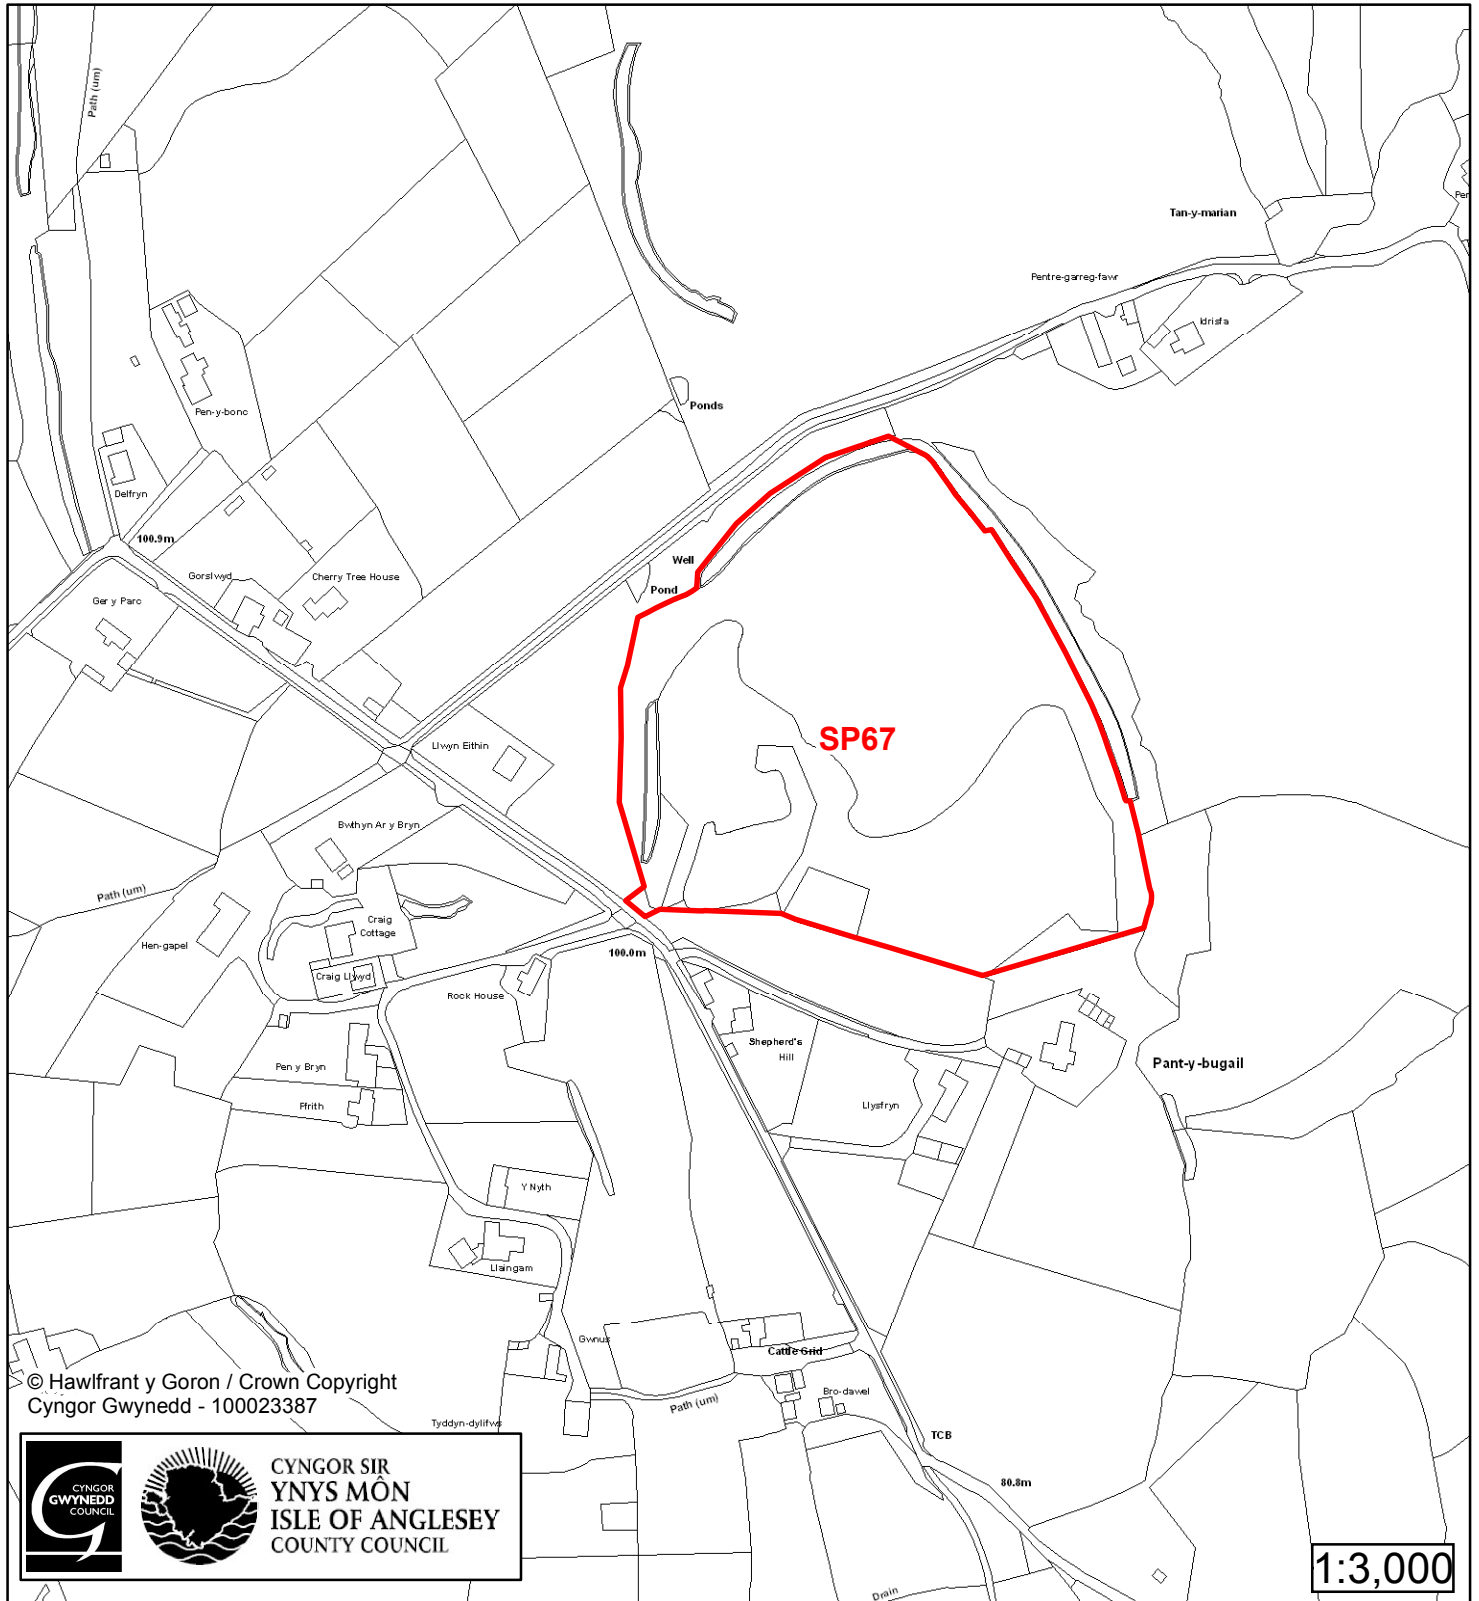 Path (um)
Tan-y-marian
Pentre-garreg-fawr
Idrisfa
Pen-y-bonc
Ponds
Delfryn
100.9m
Well
Gorslwyd
Cherry Tree House
Pond
Ger y Parc
SP67
Llwyn Eithin
Bwthyn Ar y Bryn
Path (um)
Craig
Cottage
Hen-gapel
100.0m
Craig Llwyd
Rock House
Shepherd's
Hill
Pen y Bryn
Pant-y-bugail
Ffrith
Llysfryn
Y Nyth
Llaingam
Gwnus
Cattle Grid
© Hawlfrant y Goron / Crown Copyright
Cyngor Gwynedd - 100023387
Bro-dawel
Path (um)
Tyddyn-dylifws
TCB
80.8m
CYNGOR
GWYNEDD
COUNCIL
CYNGOR SIR
YNYS MÔN
ISLE OF ANGLESEY
COUNTY COUNCIL
1:3,000
Drain